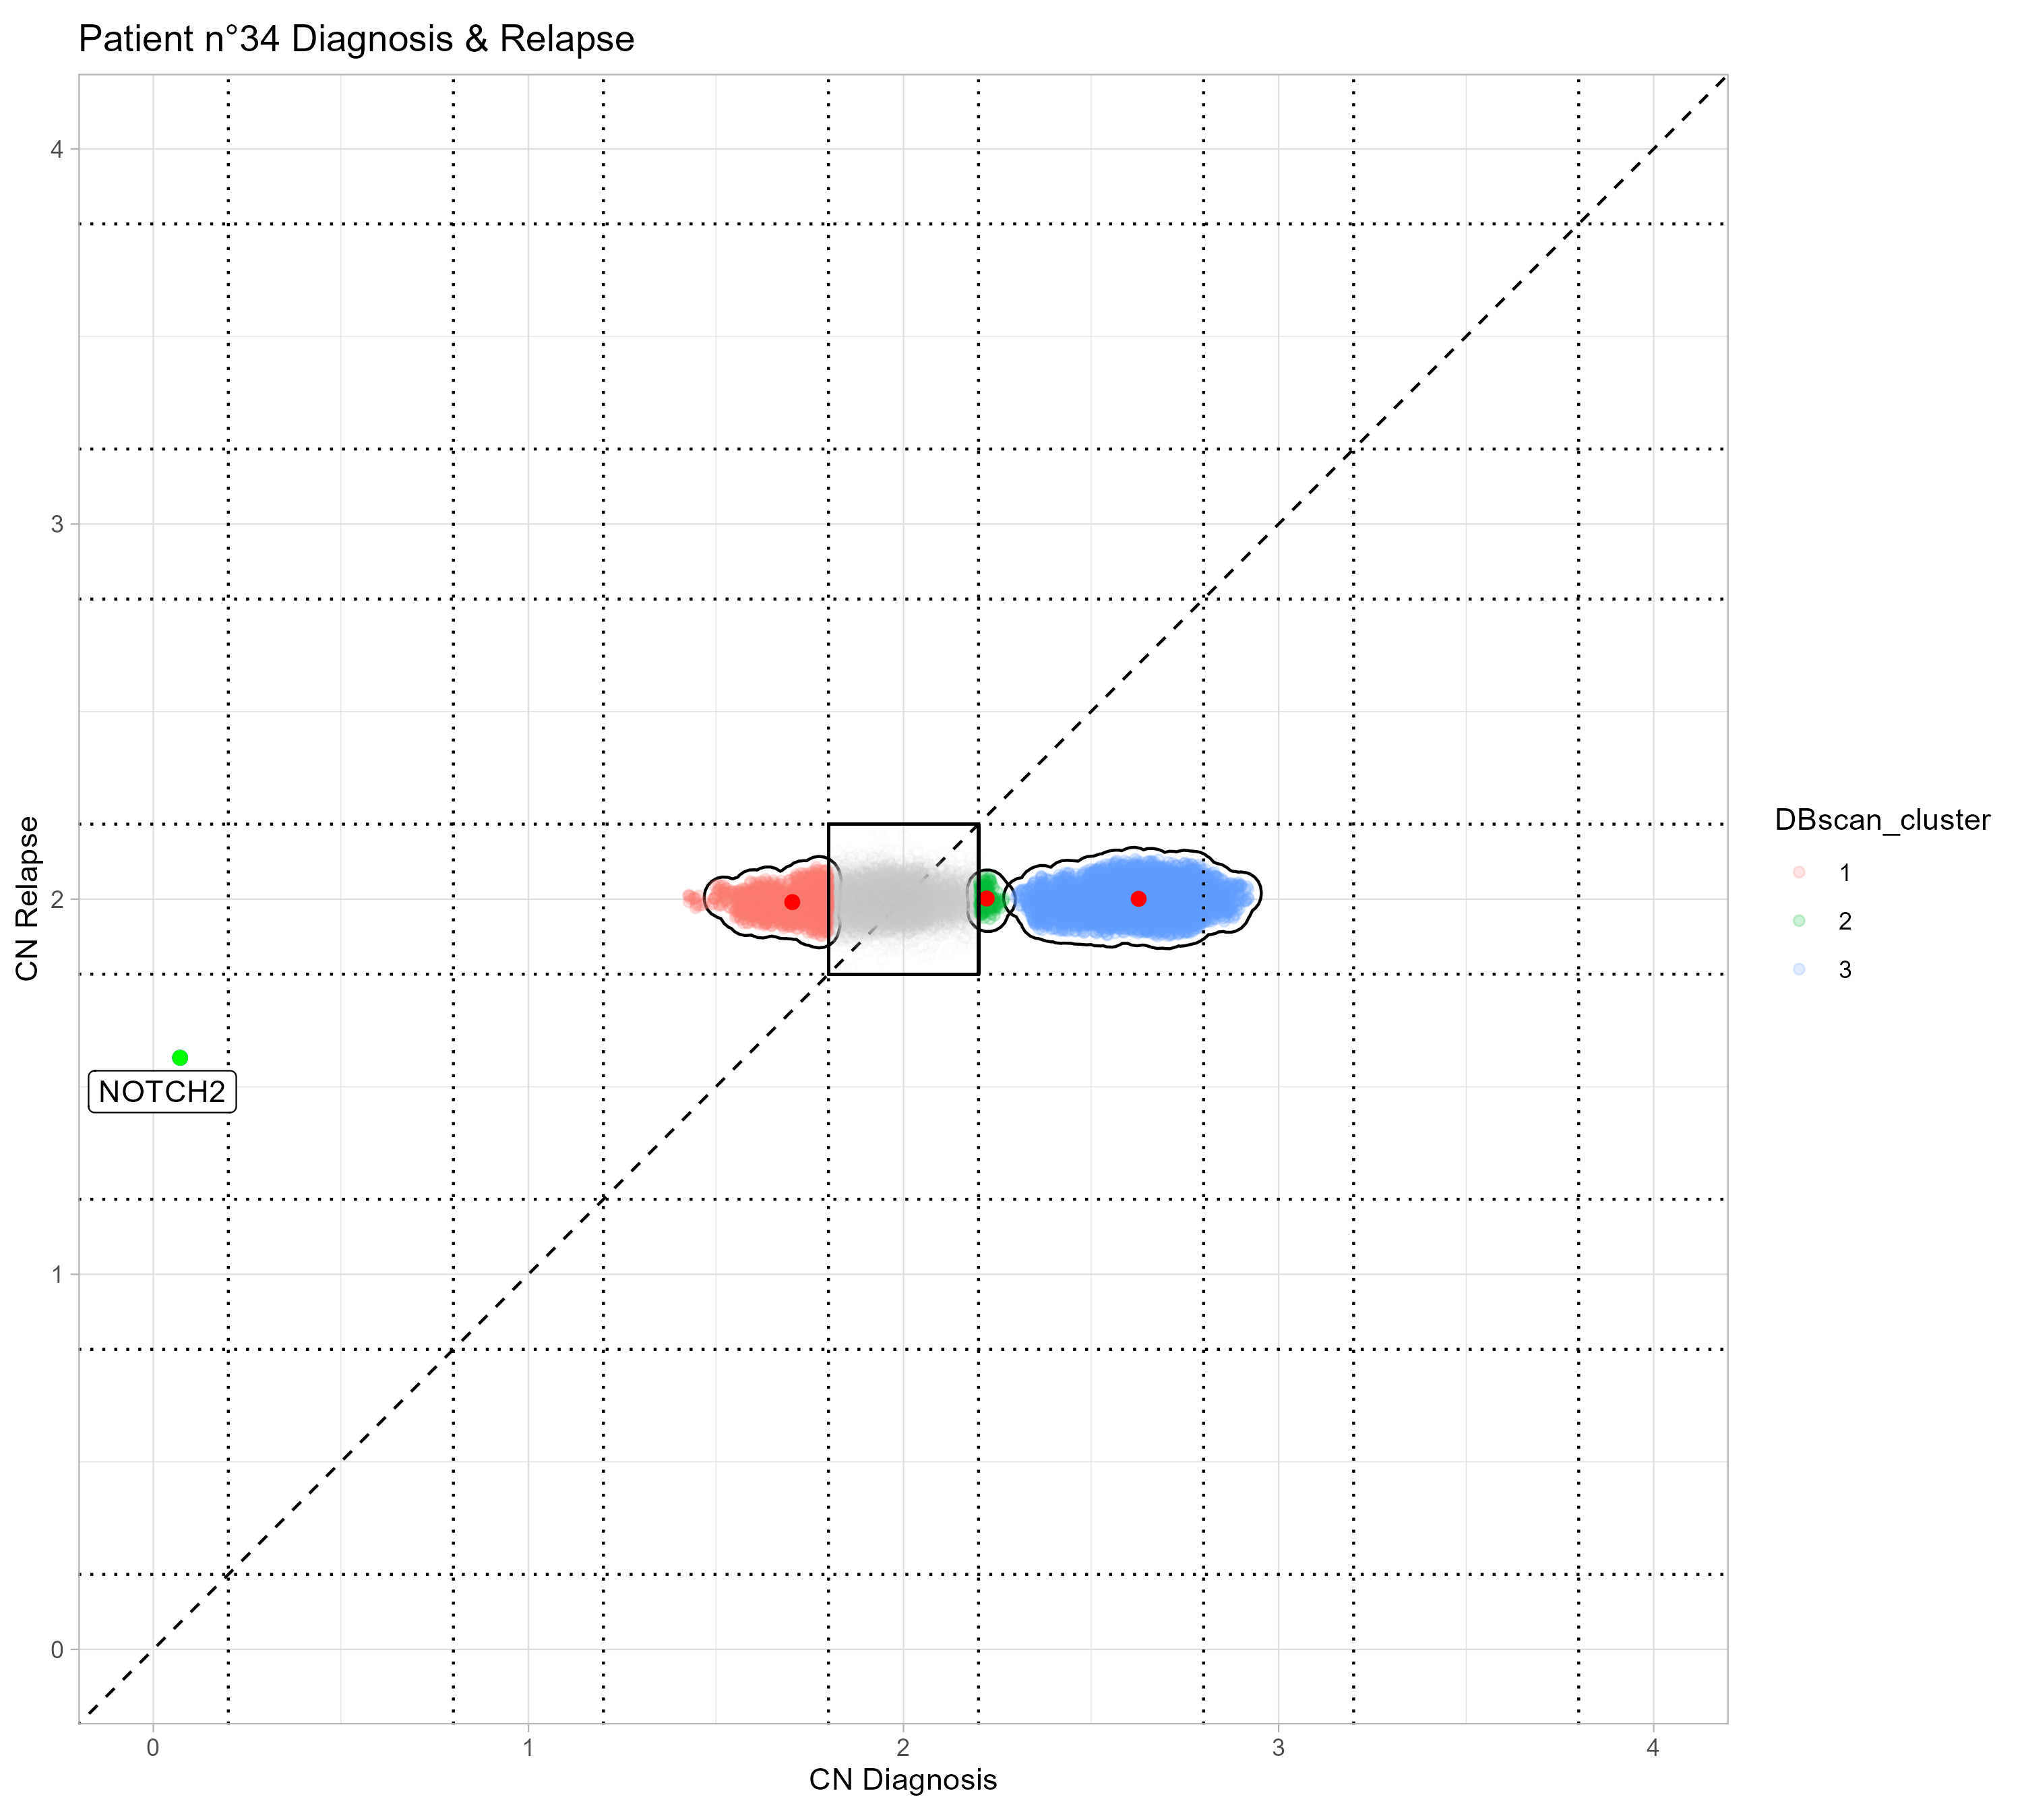 Patient n°34 Diagnosis & Relapse
4
3
2
1
0
CN Relapse
NOTCH2
0 1 2 3 4
CN Diagnosis
DBscan_cluster
1
2
3